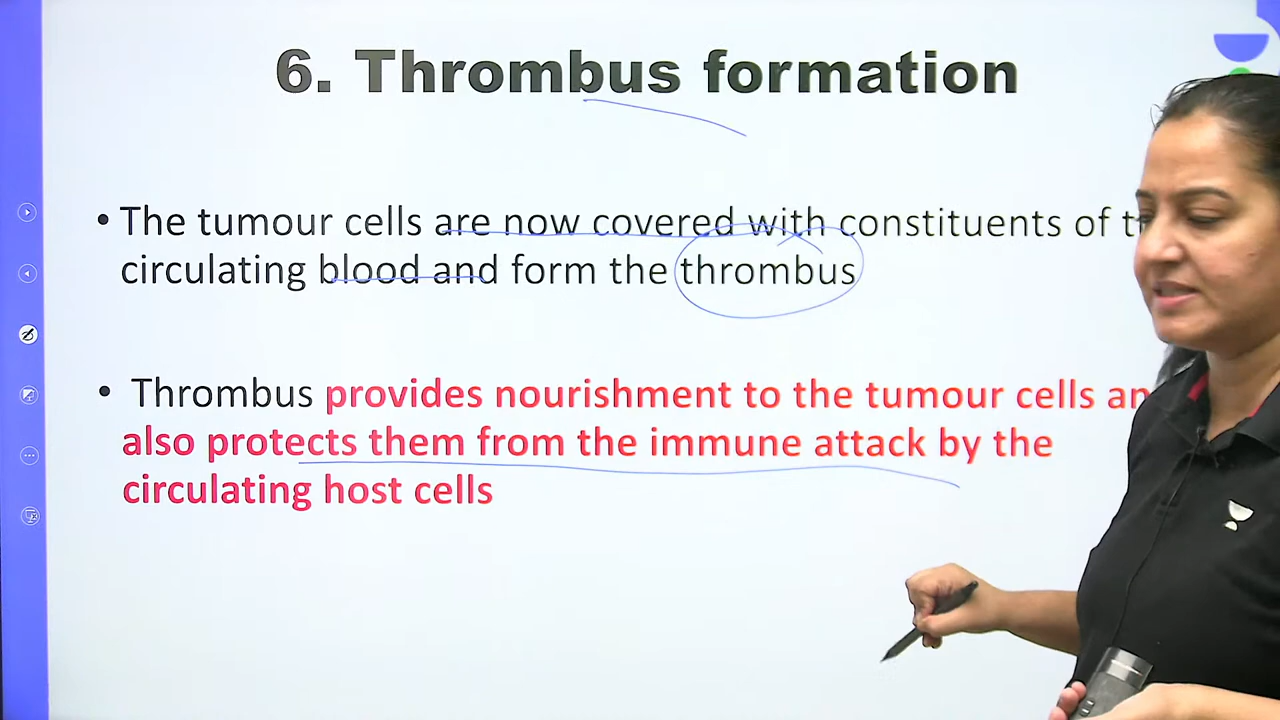 6. Thrombus formation
• The tumour cells are now covered with constituents of
circulating blood and form the thrombus
• Thrombus provides nourishment to the tumour cells
also protects them from the immune attack by the
circulating host cells